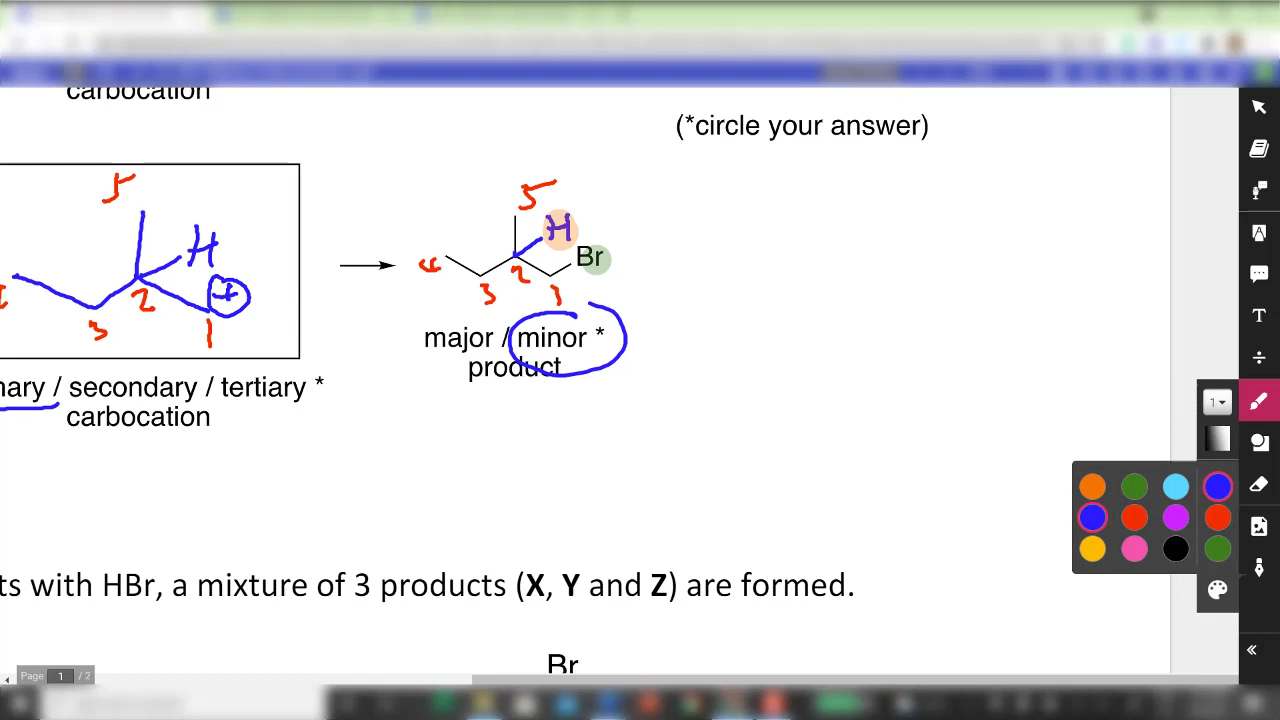 carbocation
(*circle your answer)
5
H
+
2
3
1
5
H
Br
4
2
3
1
major / minor *
product
nary / secondary / tertiary *
carbocation
ts with HBr, a mixture of 3 products (X, Y and Z) are formed.
Br
Page 1 / 2
1
T